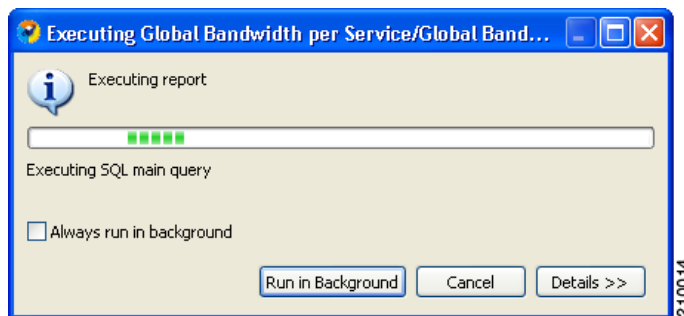 Executing Global Bandwidth per Service/Global Band...
Executing report
Executing SQL main query
Always run in background
Run in Background
Cancel
Details >>